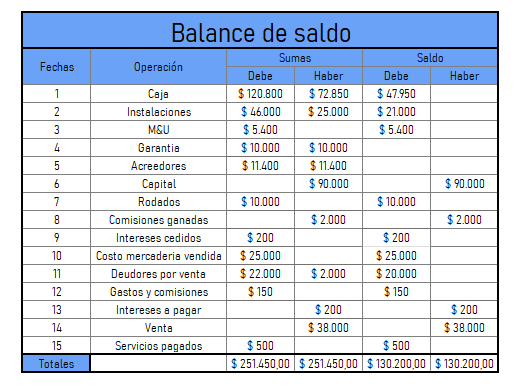 Balance de saldo
Fechas Operación Sumas Saldo
Debe Haber Debe Haber
1 Caja $ 120.800 $ 72.850 $ 47.950
2 Instalaciones $ 46.000 $ 25.000 $ 21.000
3 M&U $ 5.400 $ 5.400
4 Garantia $ 10.000 $ 10.000
5 Acreedores $ 11.400 $ 11.400
6 Capital $ 90.000 $ 90.000
7 Rodados $ 10.000 $ 10.000
8 Comisiones ganadas $ 2.000 $ 2.000
9 Intereses cedidos $ 200 $ 200
10 Costo mercaderia vendida $ 25.000 $ 25.000
11 Deudores por venta $ 22.000 $ 2.000 $ 20.000
12 Gastos y comisiones $ 150 $ 150
13 Intereses a pagar $ 200 $ 200
14 Venta $ 38.000 $ 38.000
15 Servicios pagados $ 500 $ 500
Totales $ 251.450,00 $ 251.450,00 $ 130.200,00 $ 130.200,00